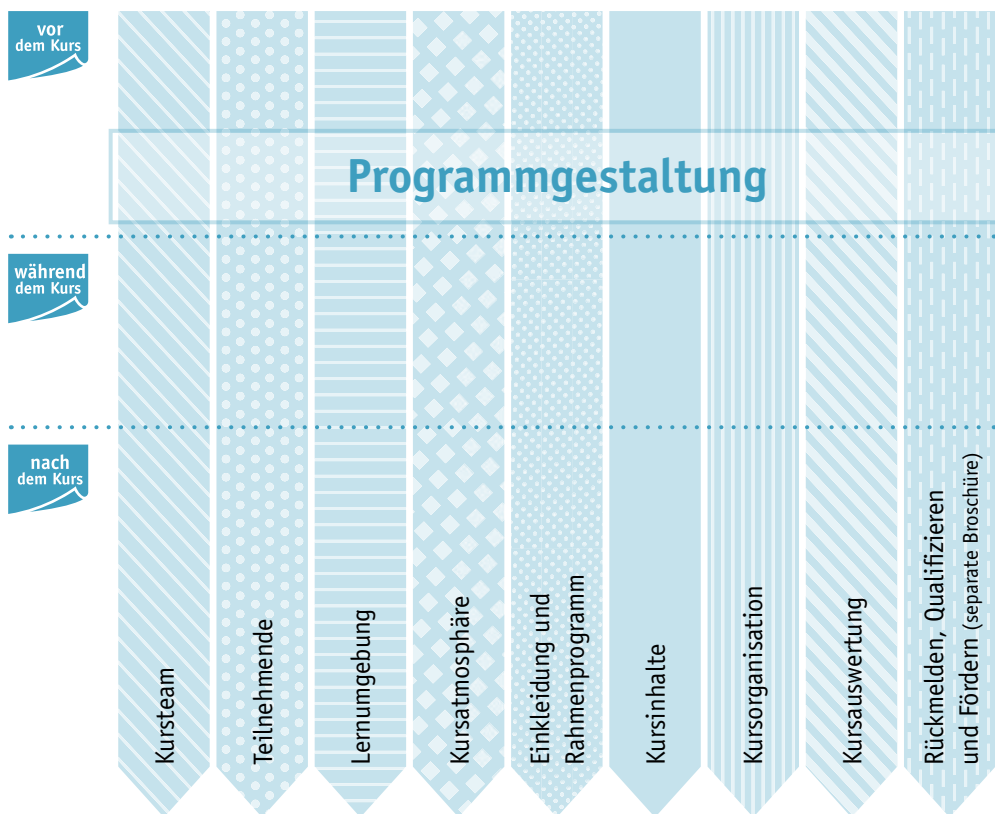 vor
dem Kurs
Programmgestaltung
während
dem Kurs
nach
dem Kurs
Kursteam
Teilnehmende
Lernumgebung
Kursatmosphäre
Einkleidung und
Rahmenprogramm
Kursinhalte
Kursorganisation
Kursauswertung
Rückmelden, Qualifizieren
und Fördern (separate Broschüre)